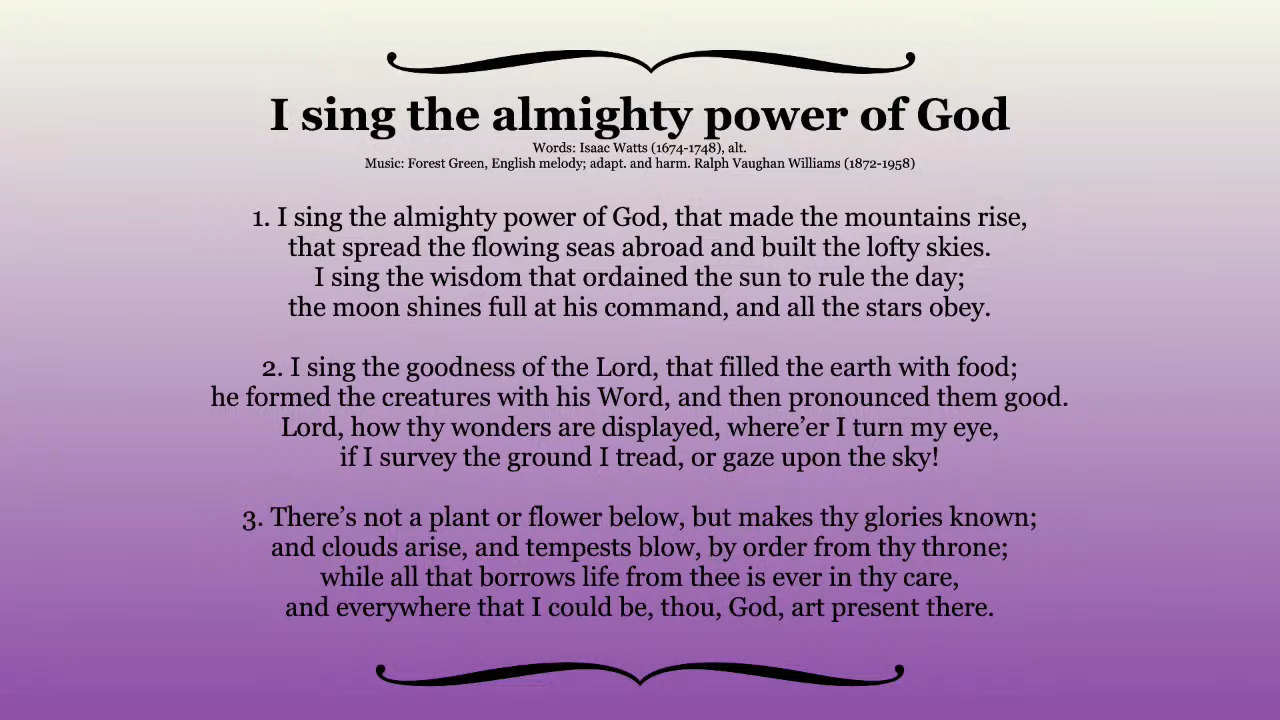 I sing the almighty power of God
Words: Isaac Watts (1674-1748), alt.
Music: Forest Green, English melody; adapt. and harm. Ralph Vaughan Williams (1872-1958)
1. I sing the almighty power of God, that made the mountains rise,
that spread the flowing seas abroad and built the lofty skies.
I sing the wisdom that ordained the sun to rule the day;
the moon shines full at his command, and all the stars obey.
2. I sing the goodness of the Lord, that filled the earth with food;
he formed the creatures with his Word, and then pronounced them good.
Lord, how thy wonders are displayed, where’er I turn my eye,
if I survey the ground I tread, or gaze upon the sky!
3. There’s not a plant or flower below, but makes thy glories known;
and clouds arise, and tempests blow, by order from thy throne;
while all that borrows life from thee is ever in thy care,
and everywhere that I could be, thou, God, art present there.